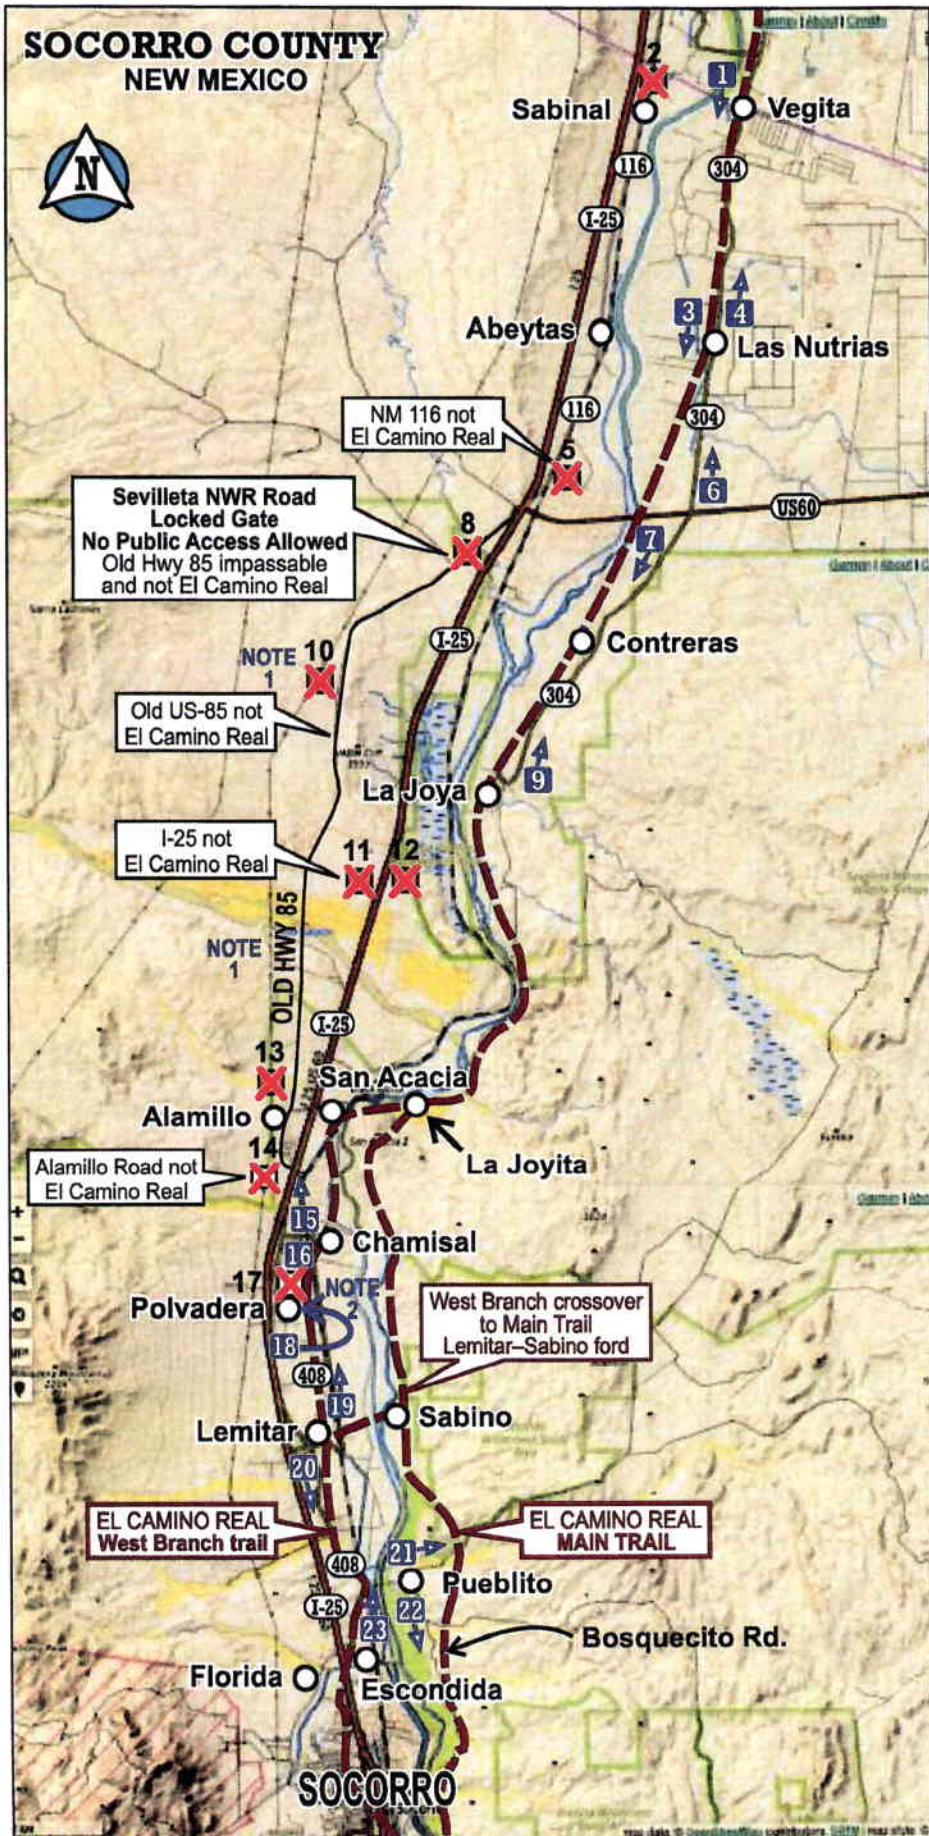 SOCORRO COUNTY
NEW MEXICO
N
2
1
Sabinal
Vegita
116
304
I-25
3
4
Abeytas
Las Nutrias
NM 116 not
El Camino Real
116
304
5
6
Sevilleta NWR Road
Locked Gate
No Public Access Allowed
Old Hwy 85 impassable
and not El Camino Real
8
US60
7
I-25
Contreras
NOTE
1
10
304
Old US-85 not
El Camino Real
La Joya
9
I-25 not
El Camino Real
11
12
OLD HWY 85
NOTE
1
I-25
13
San Acacia
Alamillo
14
La Joyita
Alamillo Road not
El Camino Real
15
16
Chamisal
17
NOTE
2
Polvadera
18
West Branch crossover
to Main Trail
Lemitar–Sabino ford
408
19
Lemitar
Sabino
20
EL CAMINO REAL
West Branch trail
EL CAMINO REAL
MAIN TRAIL
408
21
Pueblito
I-25
22
23
Bosquecito Rd.
Florida
Escondida
SOCORRO